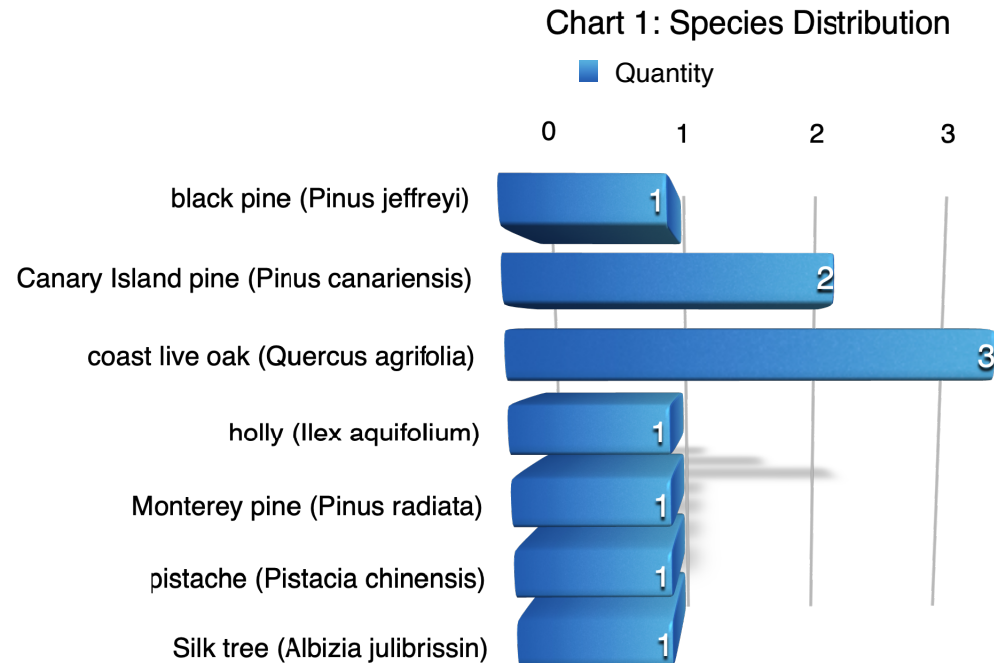 Chart 1: Species Distribution
Quantity
0 1 2 3
black pine (Pinus jeffreyi) 1
Canary Island pine (Pinus canariensis) 2
coast live oak (Quercus agrifolia) 3
holly (Ilex aquifolium) 1
Monterey pine (Pinus radiata) 1
pistache (Pistacia chinensis) 1
Silk tree (Albizia julibrissin) 1